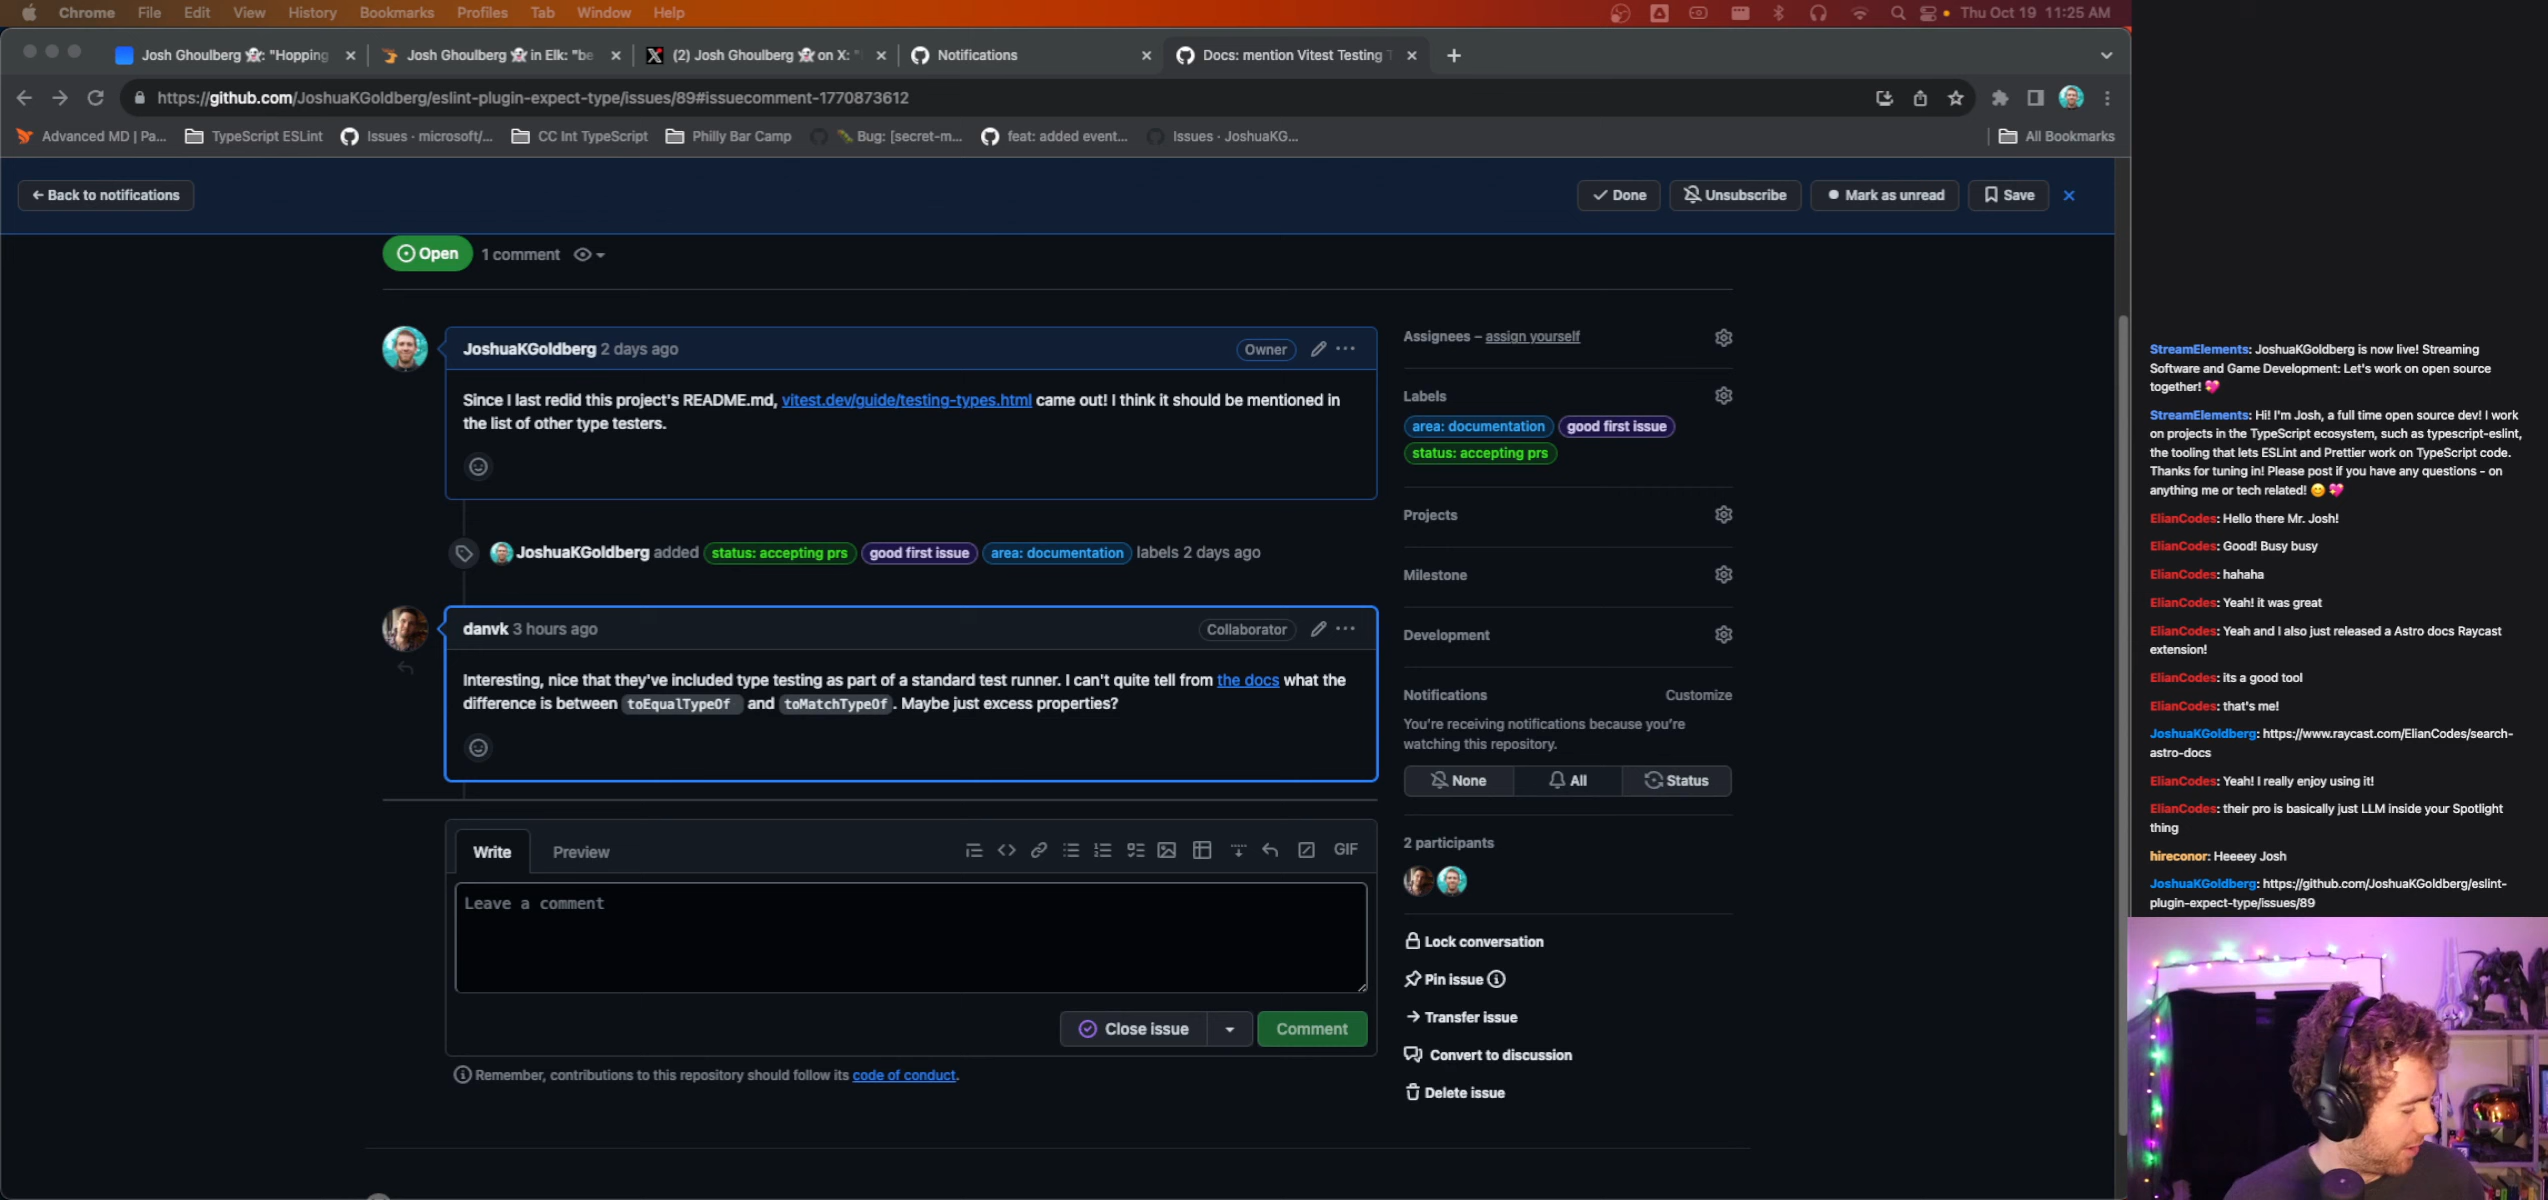 Chrome File Edit View History Bookmarks Profiles Tab Window Help
Thu Oct 19 11:25 AM
Josh Ghoulberg 👻: "Hopping
Josh Ghoulberg 👻 in Elk: "be
(2) Josh Ghoulberg 👻 on X: "
Notifications
Docs: mention Vitest Testing T
https://github.com/JoshuaKGoldberg/eslint-plugin-expect-type/issues/89#issuecomment-1770873612
Advanced MD | Pa...
TypeScript ESLint
Issues · microsoft/...
CC Int TypeScript
Philly Bar Camp
🐛 Bug: [secret-m...
feat: added event...
Issues · JoshuaKG...
All Bookmarks
← Back to notifications
Done
Unsubscribe
Mark as unread
Save
Open
1 comment
JoshuaKGoldberg 2 days ago
Owner
Since I last redid this project's README.md, vitest.dev/guide/testing-types.html came out! I think it should be mentioned in
the list of other type testers.
JoshuaKGoldberg added status: accepting prs good first issue area: documentation labels 2 days ago
danvk 3 hours ago
Collaborator
Interesting, nice that they've included type testing as part of a standard test runner. I can't quite tell from the docs what the
difference is between toEqualTypeOf and toMatchTypeOf. Maybe just excess properties?
Write
Preview
GIF
Leave a comment
Close issue
Comment
Remember, contributions to this repository should follow its code of conduct.
Assignees – assign yourself
Labels
area: documentation good first issue
status: accepting prs
Projects
Milestone
Development
Notifications
Customize
You're receiving notifications because you're
watching this repository.
None
All
Status
2 participants
Lock conversation
Pin issue
Transfer issue
Convert to discussion
Delete issue
StreamElements: JoshuaKGoldberg is now live! Streaming
Software and Game Development: Let's work on open source
together! 💖
StreamElements: Hi! I'm Josh, a full time open source dev! I work
on projects in the TypeScript ecosystem, such as typescript-eslint,
the tooling that lets ESLint and Prettier work on TypeScript code.
Thanks for tuning in! Please post if you have any questions - on
anything me or tech related! 😊 💖
ElianCodes: Hello there Mr. Josh!
ElianCodes: Good! Busy busy
ElianCodes: hahaha
ElianCodes: Yeah! it was great
ElianCodes: Yeah and I also just released a Astro docs Raycast
extension!
ElianCodes: its a good tool
ElianCodes: that's me!
JoshuaKGoldberg: https://www.raycast.com/ElianCodes/search-
astro-docs
ElianCodes: Yeah! I really enjoy using it!
ElianCodes: their pro is basically just LLM inside your Spotlight
thing
hireconor: Heeeey Josh
JoshuaKGoldberg: https://github.com/JoshuaKGoldberg/eslint-
plugin-expect-type/issues/89